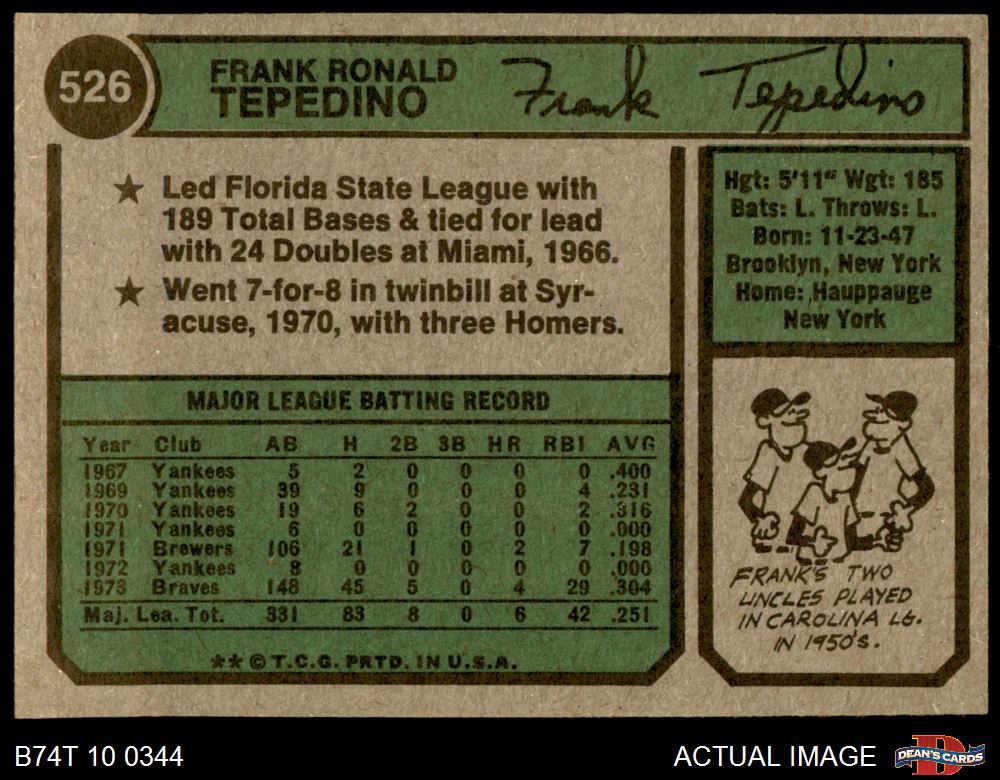 526
FRANK RONALD
TEPEDINO
Frank Tepedino
★ Led Florida State League with
189 Total Bases & tied for lead
with 24 Doubles at Miami, 1966.
★ Went 7-for-8 in twinbill at Syr-
acuse, 1970, with three Homers.
Hgt: 5'11" Wgt: 185
Bats: L. Throws: L.
Born: 11-23-47
Brooklyn, New York
Home: Hauppauge
New York
MAJOR LEAGUE BATTING RECORD
Year Club AB H 2B 3B HR RBI AVG
1967 Yankees 5 2 0 0 0 0 .400
1969 Yankees 39 9 0 0 0 4 .231
1970 Yankees 19 6 2 0 0 2 .316
1971 Yankees 6 0 0 0 0 0 .000
1971 Brewers 106 21 1 0 2 7 .198
1972 Yankees 8 0 0 0 0 0 .000
1973 Braves 148 45 5 0 4 29 .304
Maj. Lea. Tot. 331 83 8 0 6 42 .251
** © T.C.G. PRTD. IN U.S.A.
FRANK'S TWO
UNCLES PLAYED
IN CAROLINA LG.
IN 1950'S.
B74T 10 0344
ACTUAL IMAGE
DEAN'S CARDS